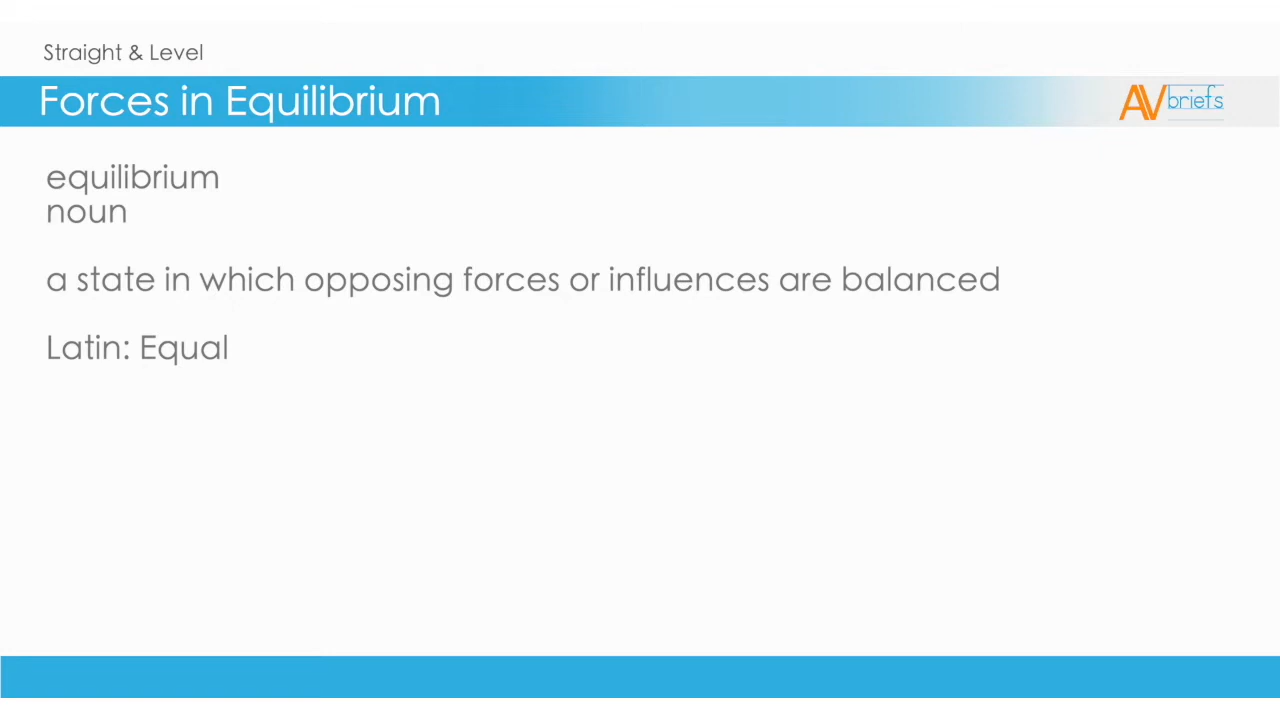 Straight & Level
Forces in Equilibrium
AV briefs
equilibrium
noun
a state in which opposing forces or influences are balanced
Latin: Equal